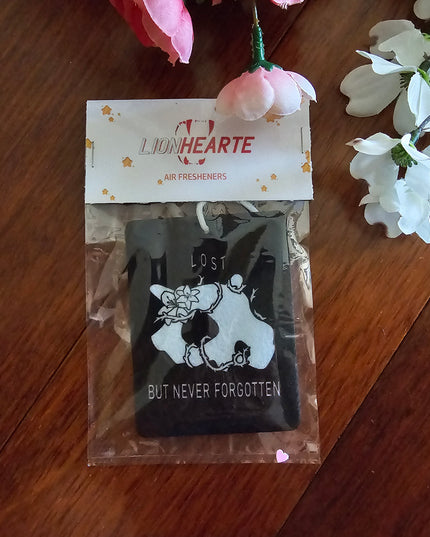 LIONHEARTE
AIR FRESHENERS
LOST
BUT NEVER FORGOTTEN